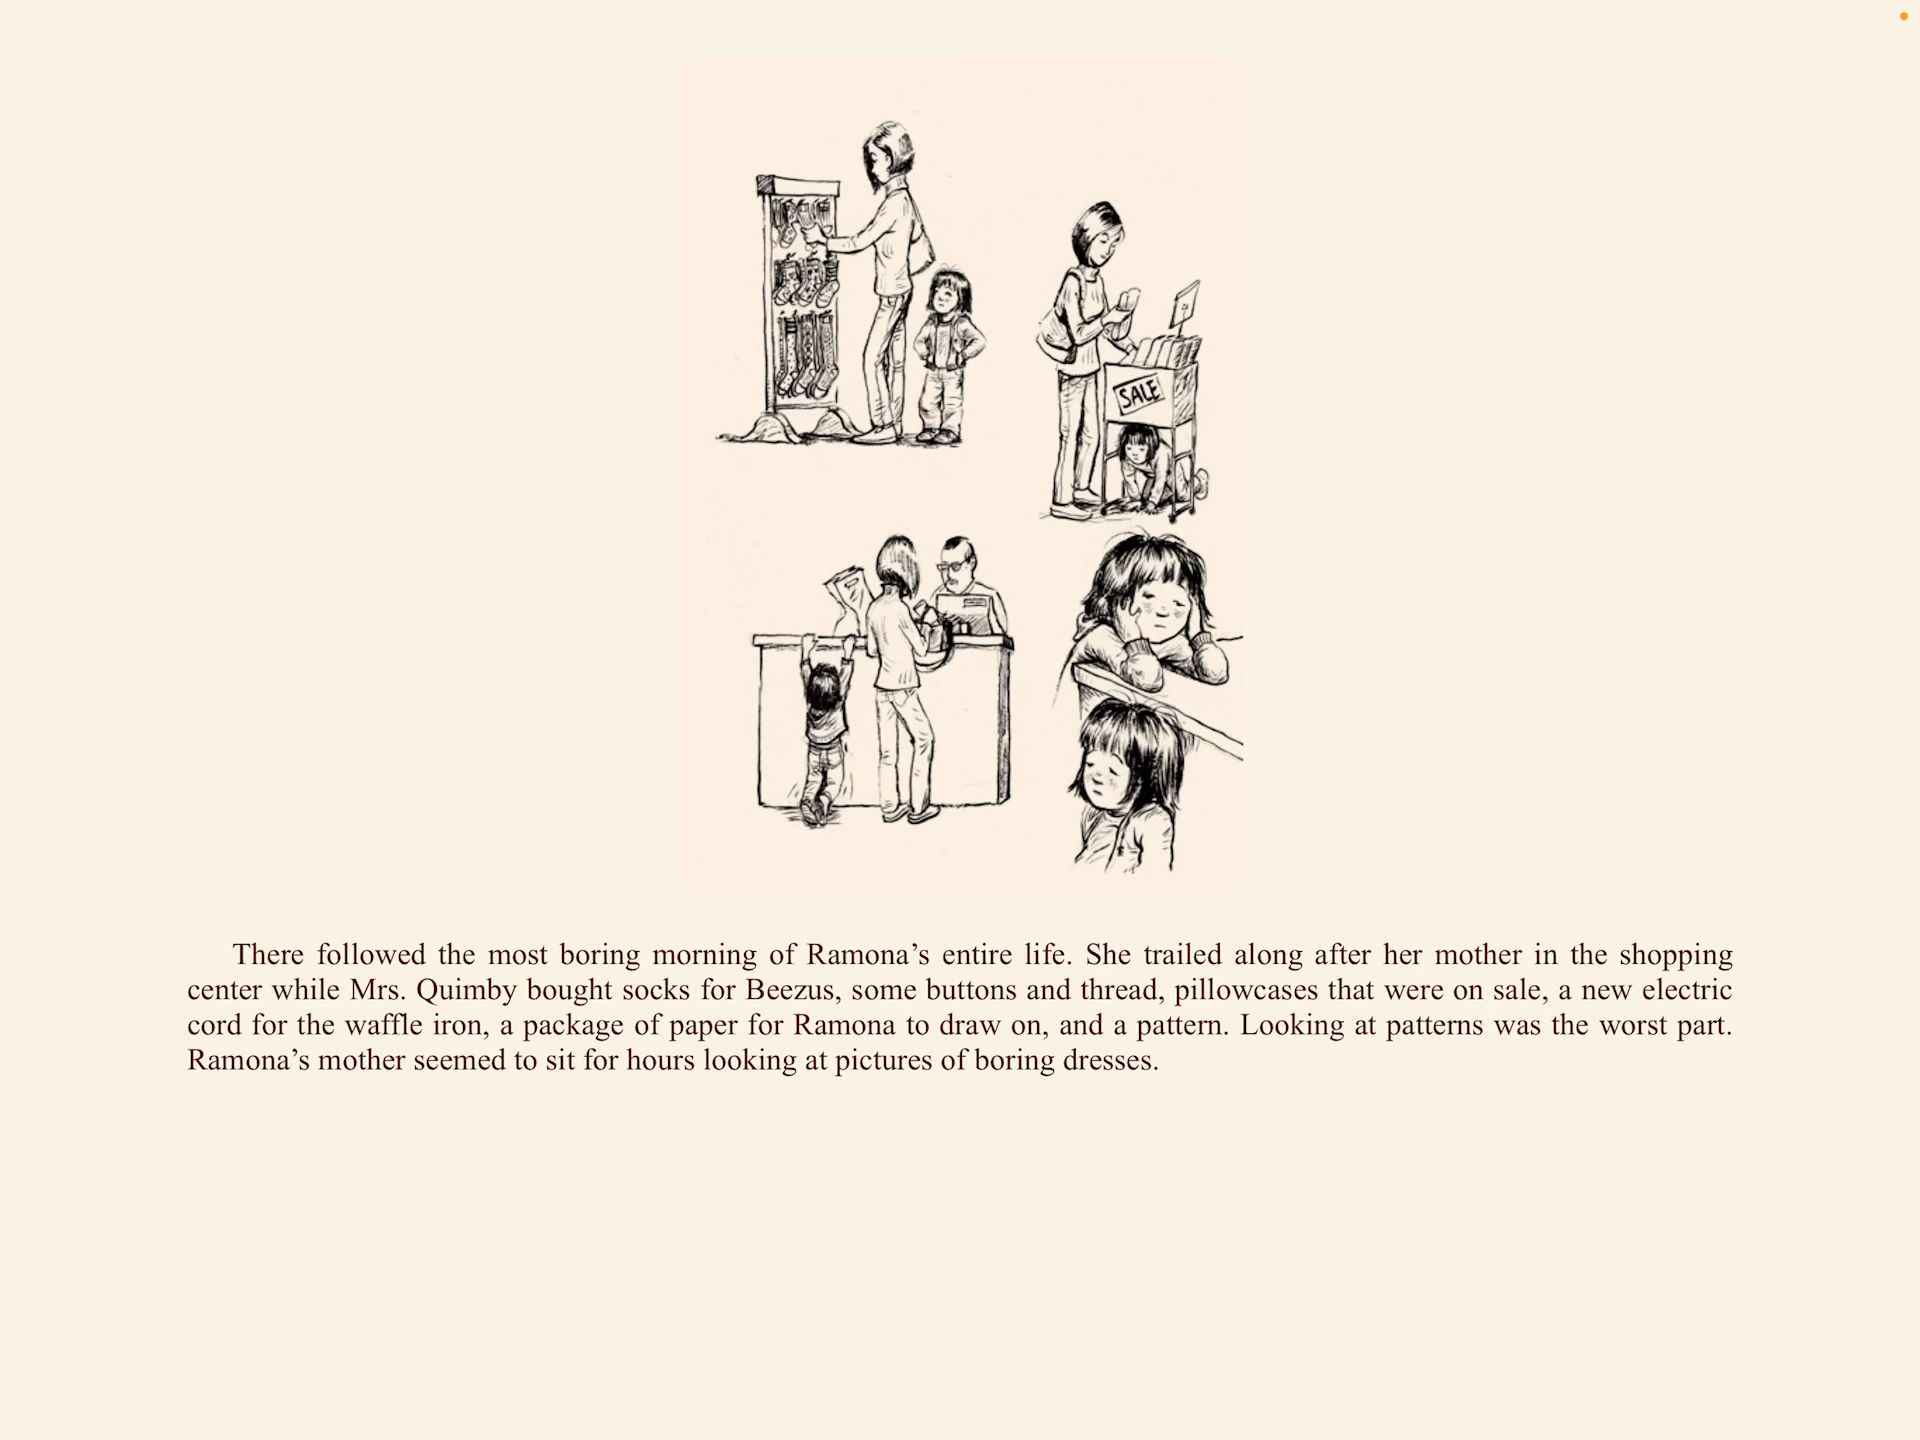 SALE
There followed the most boring morning of Ramona’s entire life. She trailed along after her mother in the shopping
center while Mrs. Quimby bought socks for Beezus, some buttons and thread, pillowcases that were on sale, a new electric
cord for the waffle iron, a package of paper for Ramona to draw on, and a pattern. Looking at patterns was the worst part.
Ramona’s mother seemed to sit for hours looking at pictures of boring dresses.